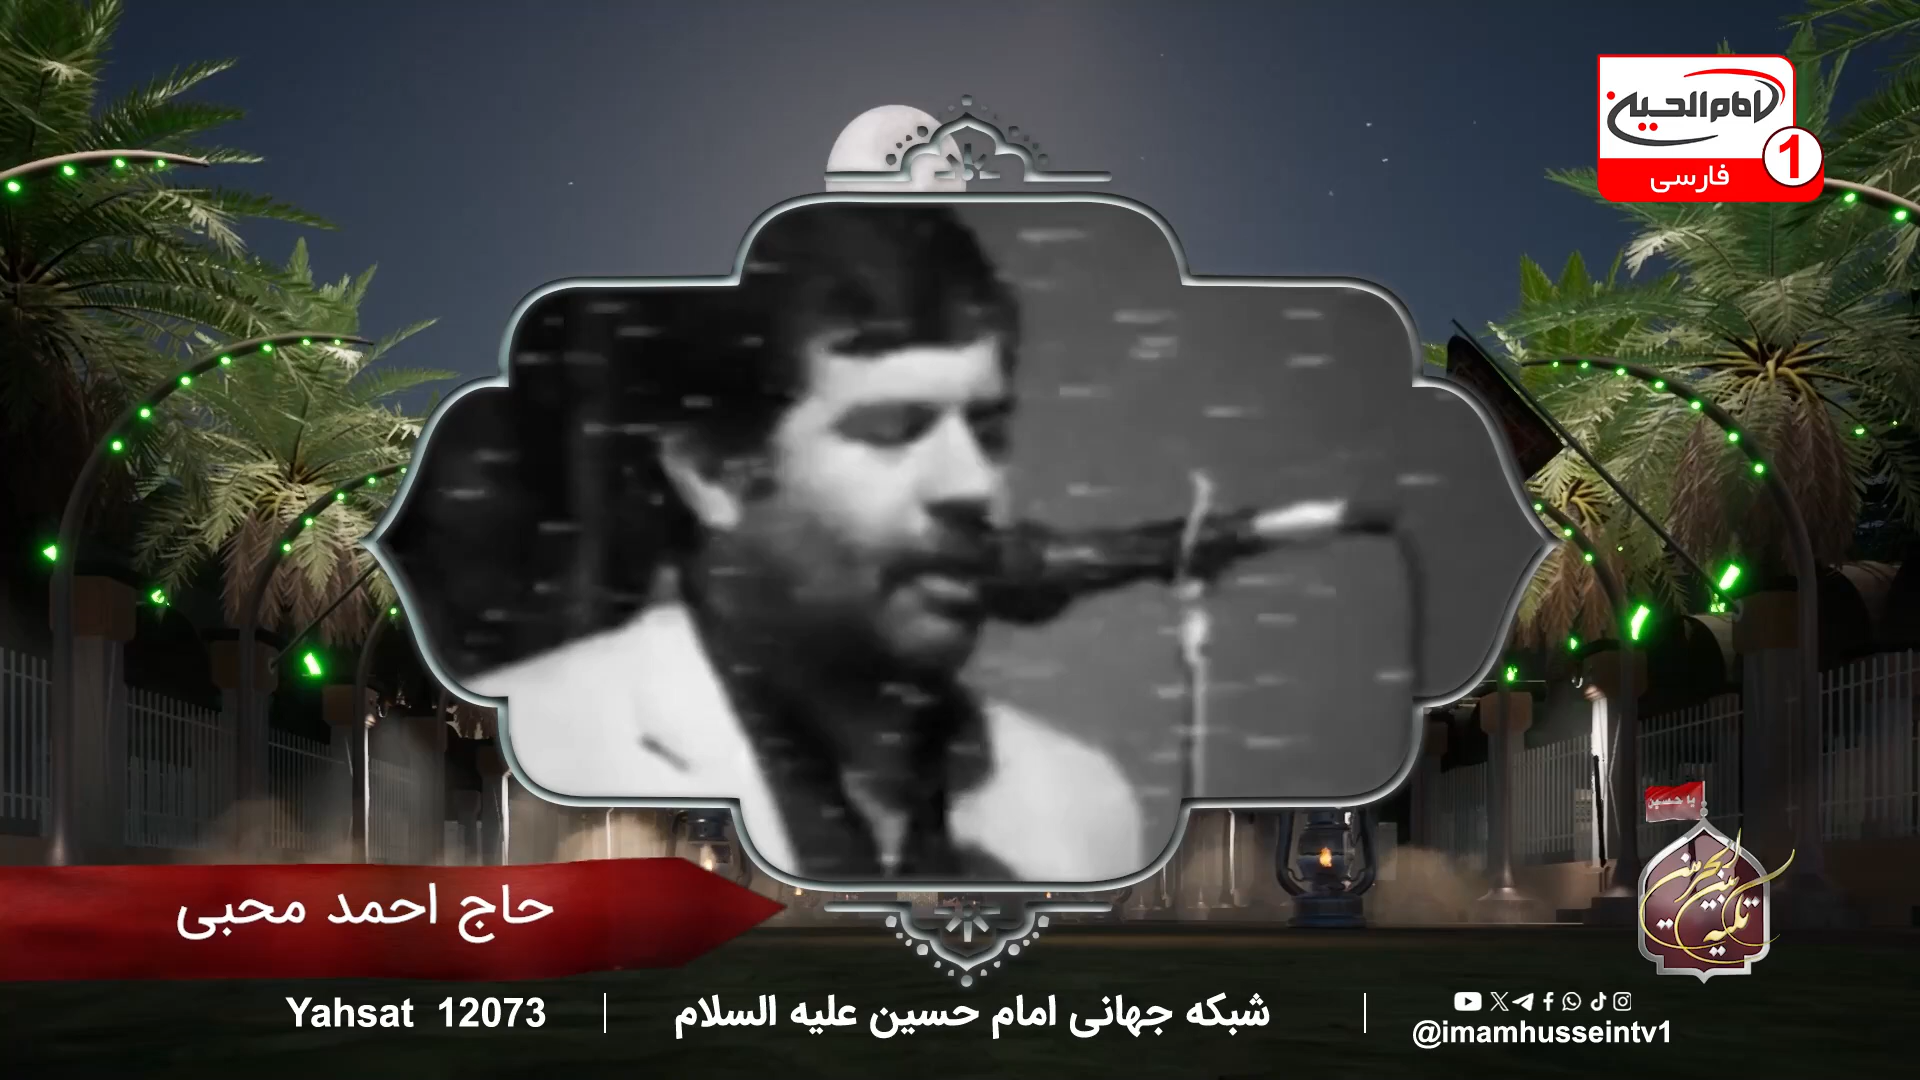 امام الحسین
1
فارسی
یا حسین
تکیه بین الحرمین
حاج احمد محبی
Yahsat 12073
شبکه جهانی امام حسین علیه السلام
@imamhusseintv1